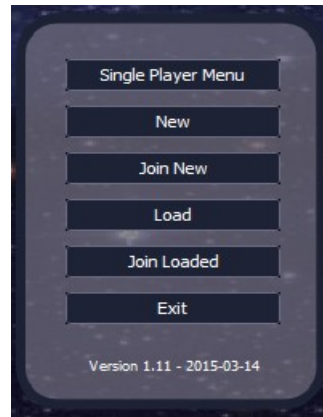 Single Player Menu
New
Join New
Load
Join Loaded
Exit
Version 1.11 - 2015-03-14